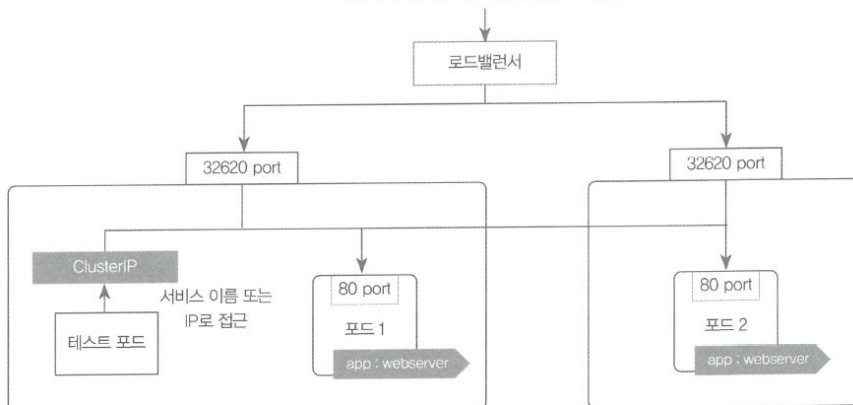 로드밸런서
32620 port
32620 port
ClusterIP
서비스 이름 또는
IP로 접근
테스트 포드
80 port
포드 1
app : webserver
80 port
포드 2
app : webserver